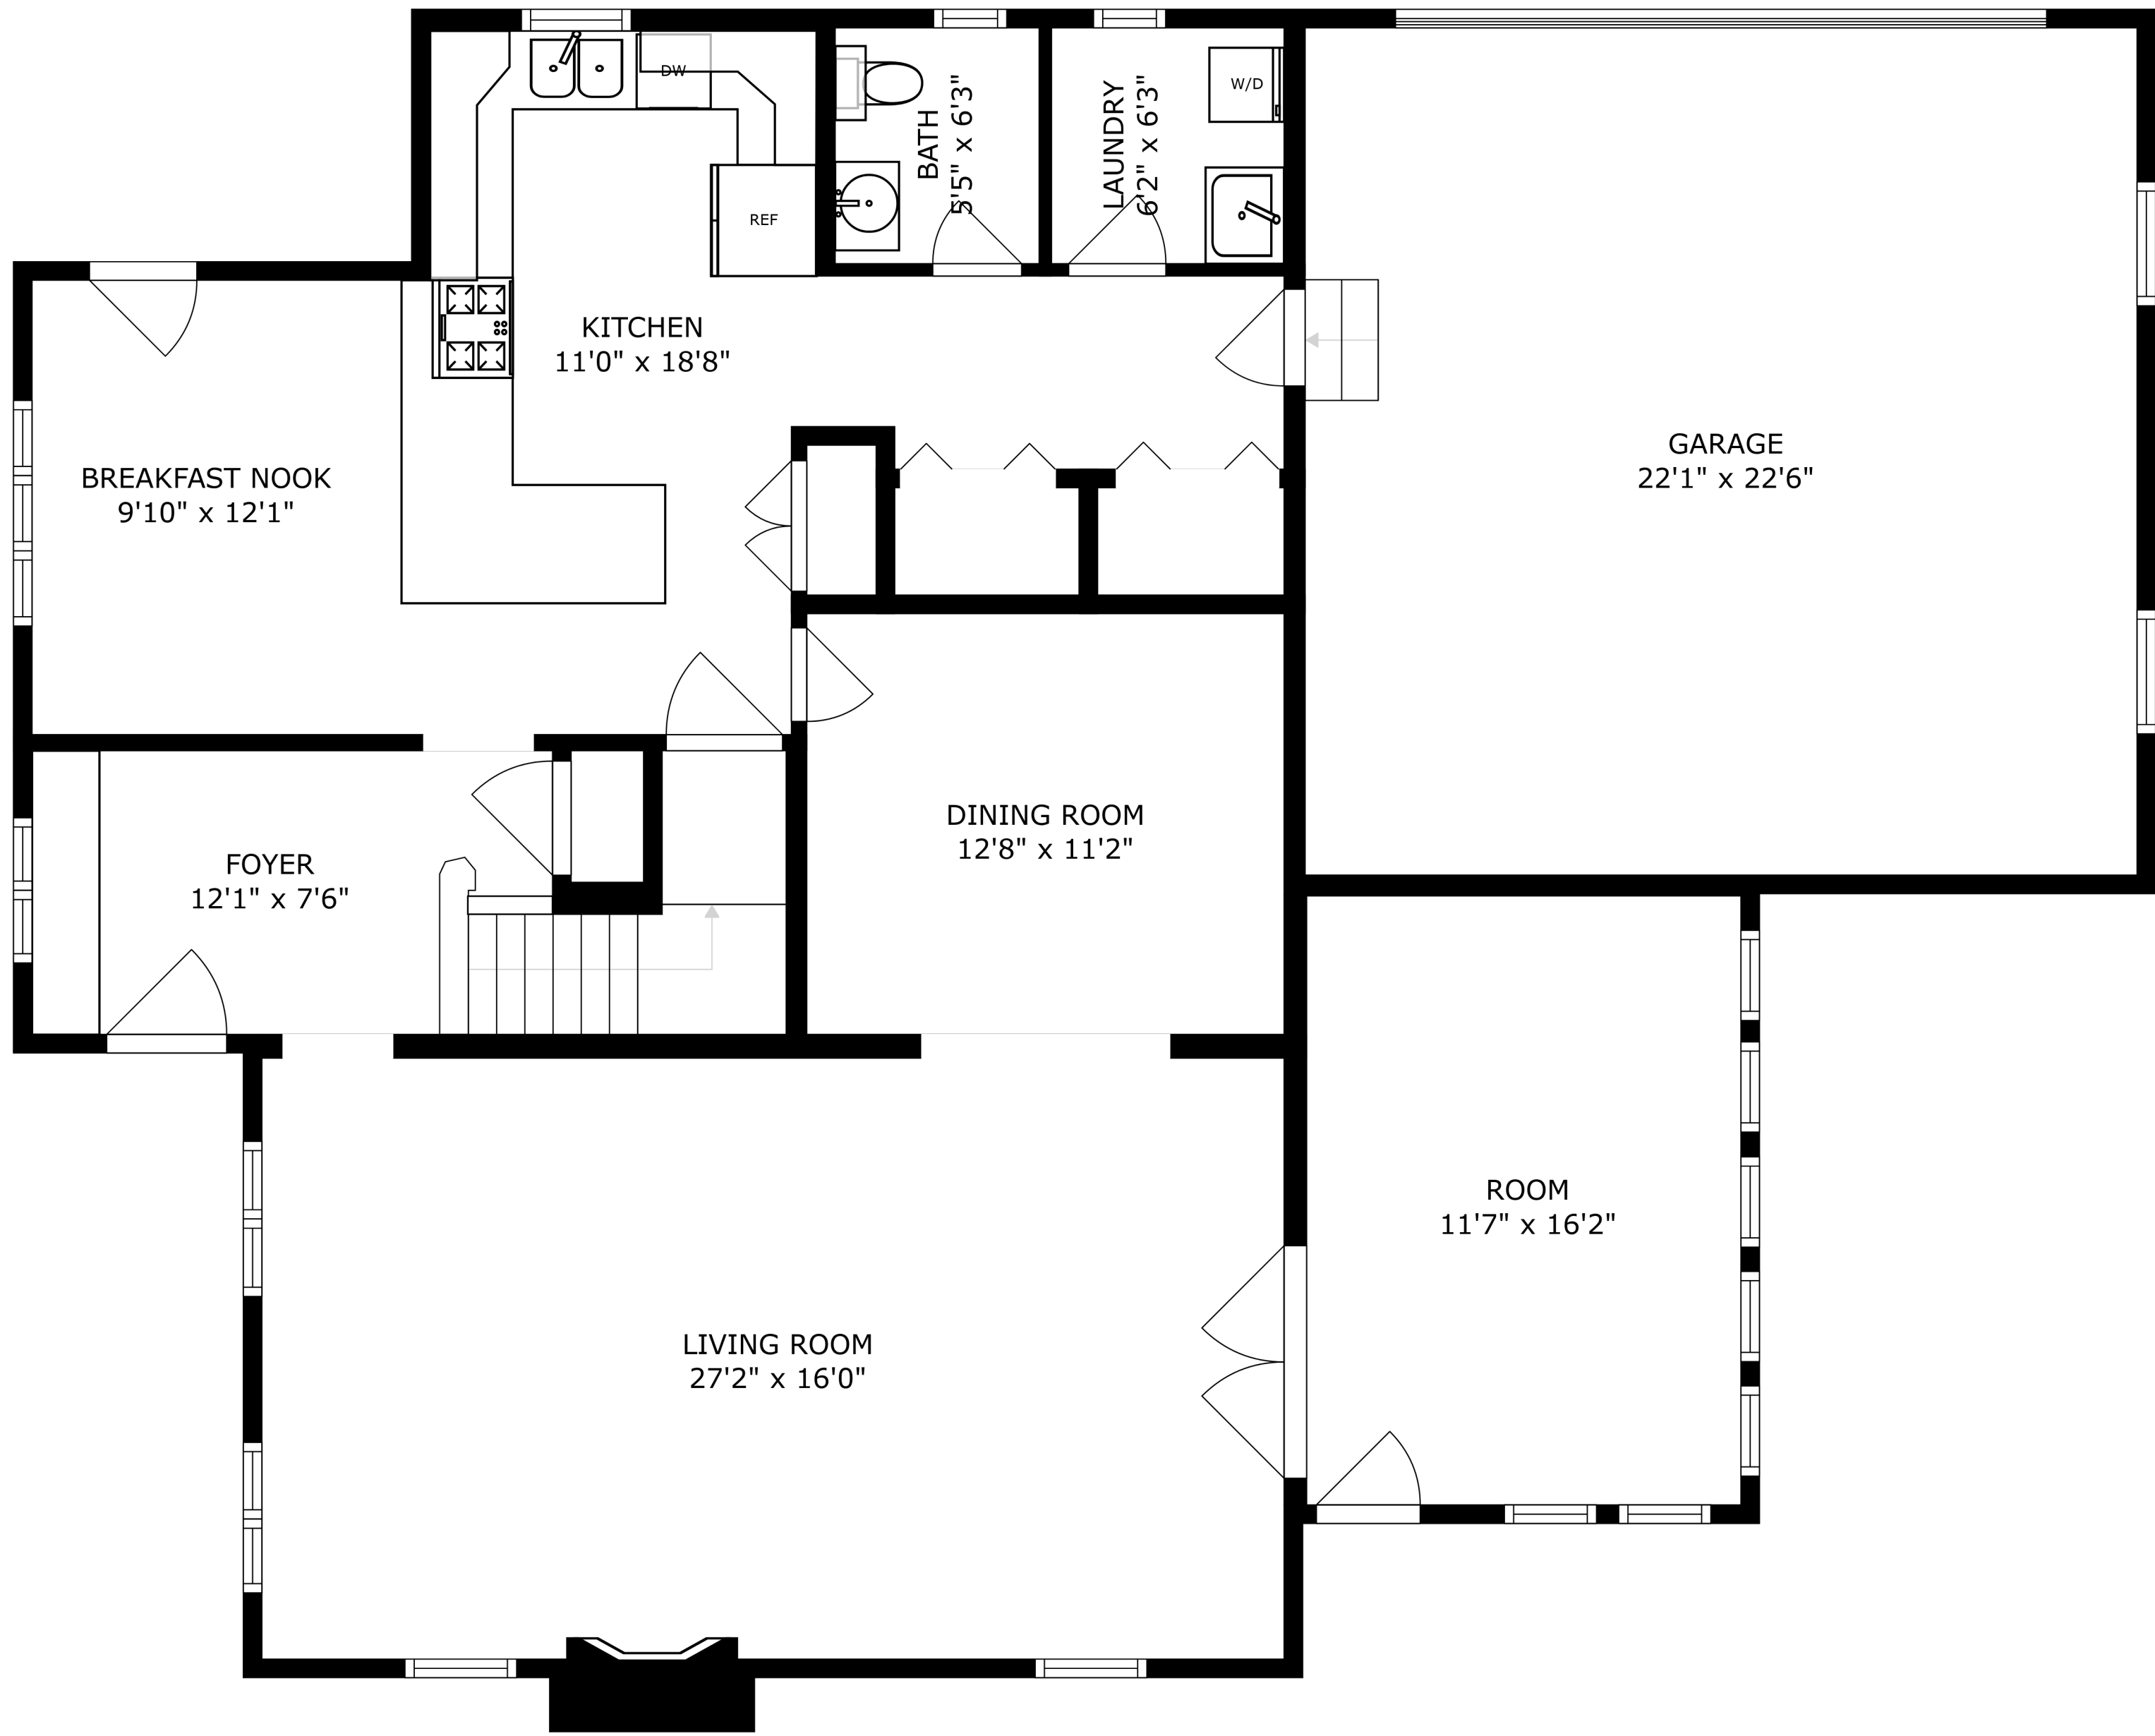 DW
BATH
5'5" x 6'3"
LAUNDRY
6'2" x 6'3"
W/D
REF
KITCHEN
11'0" x 18'8"
BREAKFAST NOOK
9'10" x 12'1"
GARAGE
22'1" x 22'6"
DINING ROOM
12'8" x 11'2"
FOYER
12'1" x 7'6"
ROOM
11'7" x 16'2"
LIVING ROOM
27'2" x 16'0"